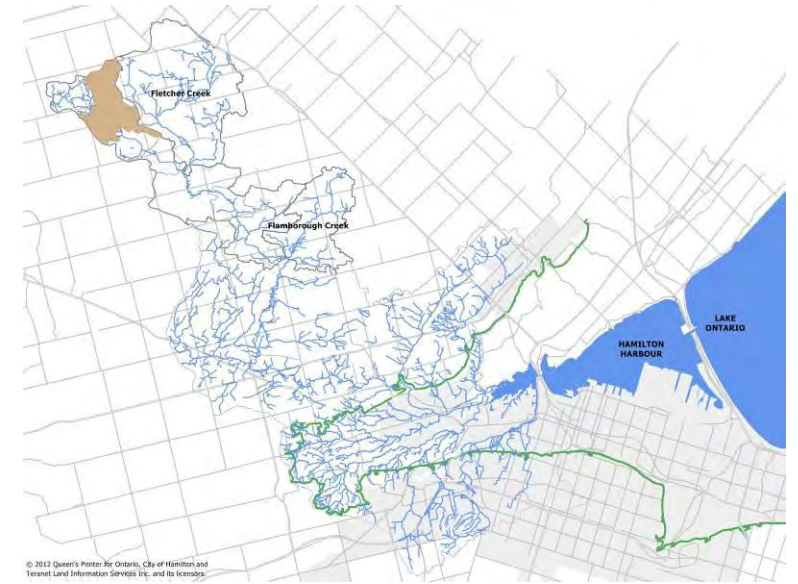 Fletcher Creek
Flamborough Creek
LAKE
ONTARIO
HAMILTON
HARBOUR
© 2012 Queen's Printer for Ontario, City of Hamilton and
Teranet Land Information Services Inc. and its licensors.